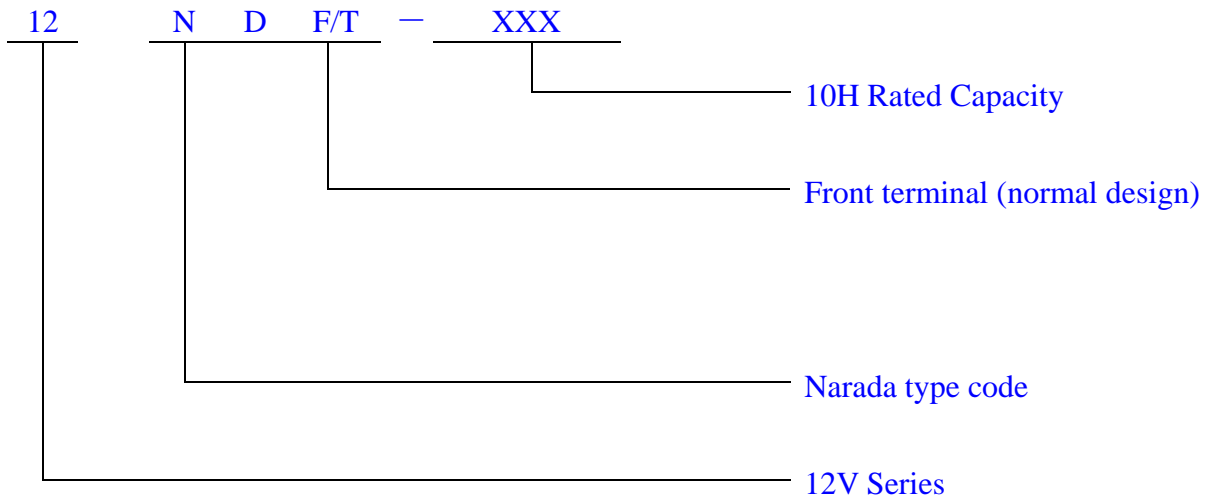 12 N D F/T － XXX
10H Rated Capacity
Front terminal (normal design)
Narada type code
12V Series